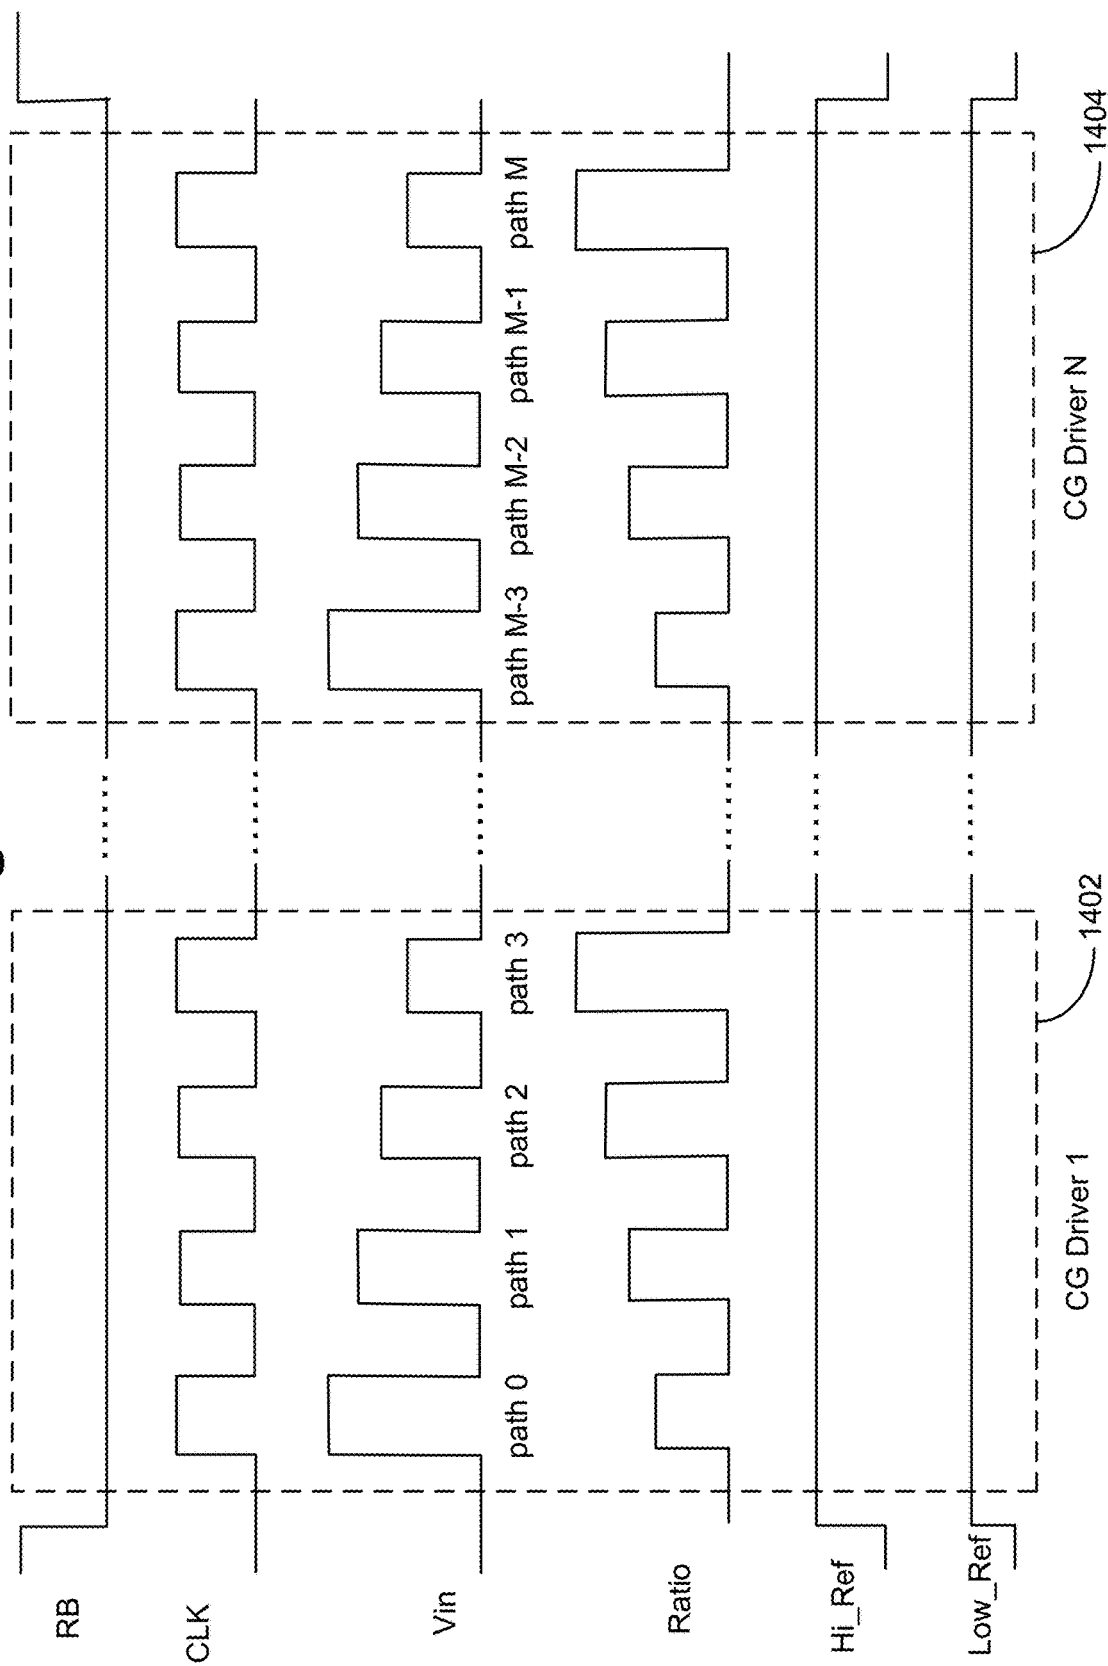 RB
CLK
Vin
path 0
path 1
path 2
path 3
path M-3
path M-2
path M-1
path M
Ratio
Hi_Ref
Low_Ref
CG Driver 1
1402
CG Driver N
1404